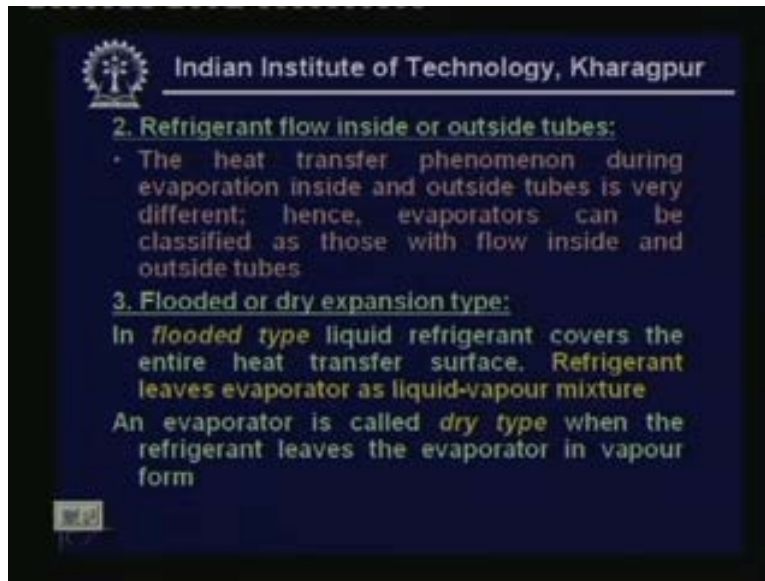 Indian Institute of Technology, Kharagpur
2. Refrigerant flow inside or outside tubes:
• The heat transfer phenomenon during
evaporation inside and outside tubes is very
different; hence, evaporators can be
classified as those with flow inside and
outside tubes
3. Flooded or dry expansion type:
In flooded type liquid refrigerant covers the
entire heat transfer surface. Refrigerant
leaves evaporator as liquid-vapour mixture
An evaporator is called dry type when the
refrigerant leaves the evaporator in vapour
form